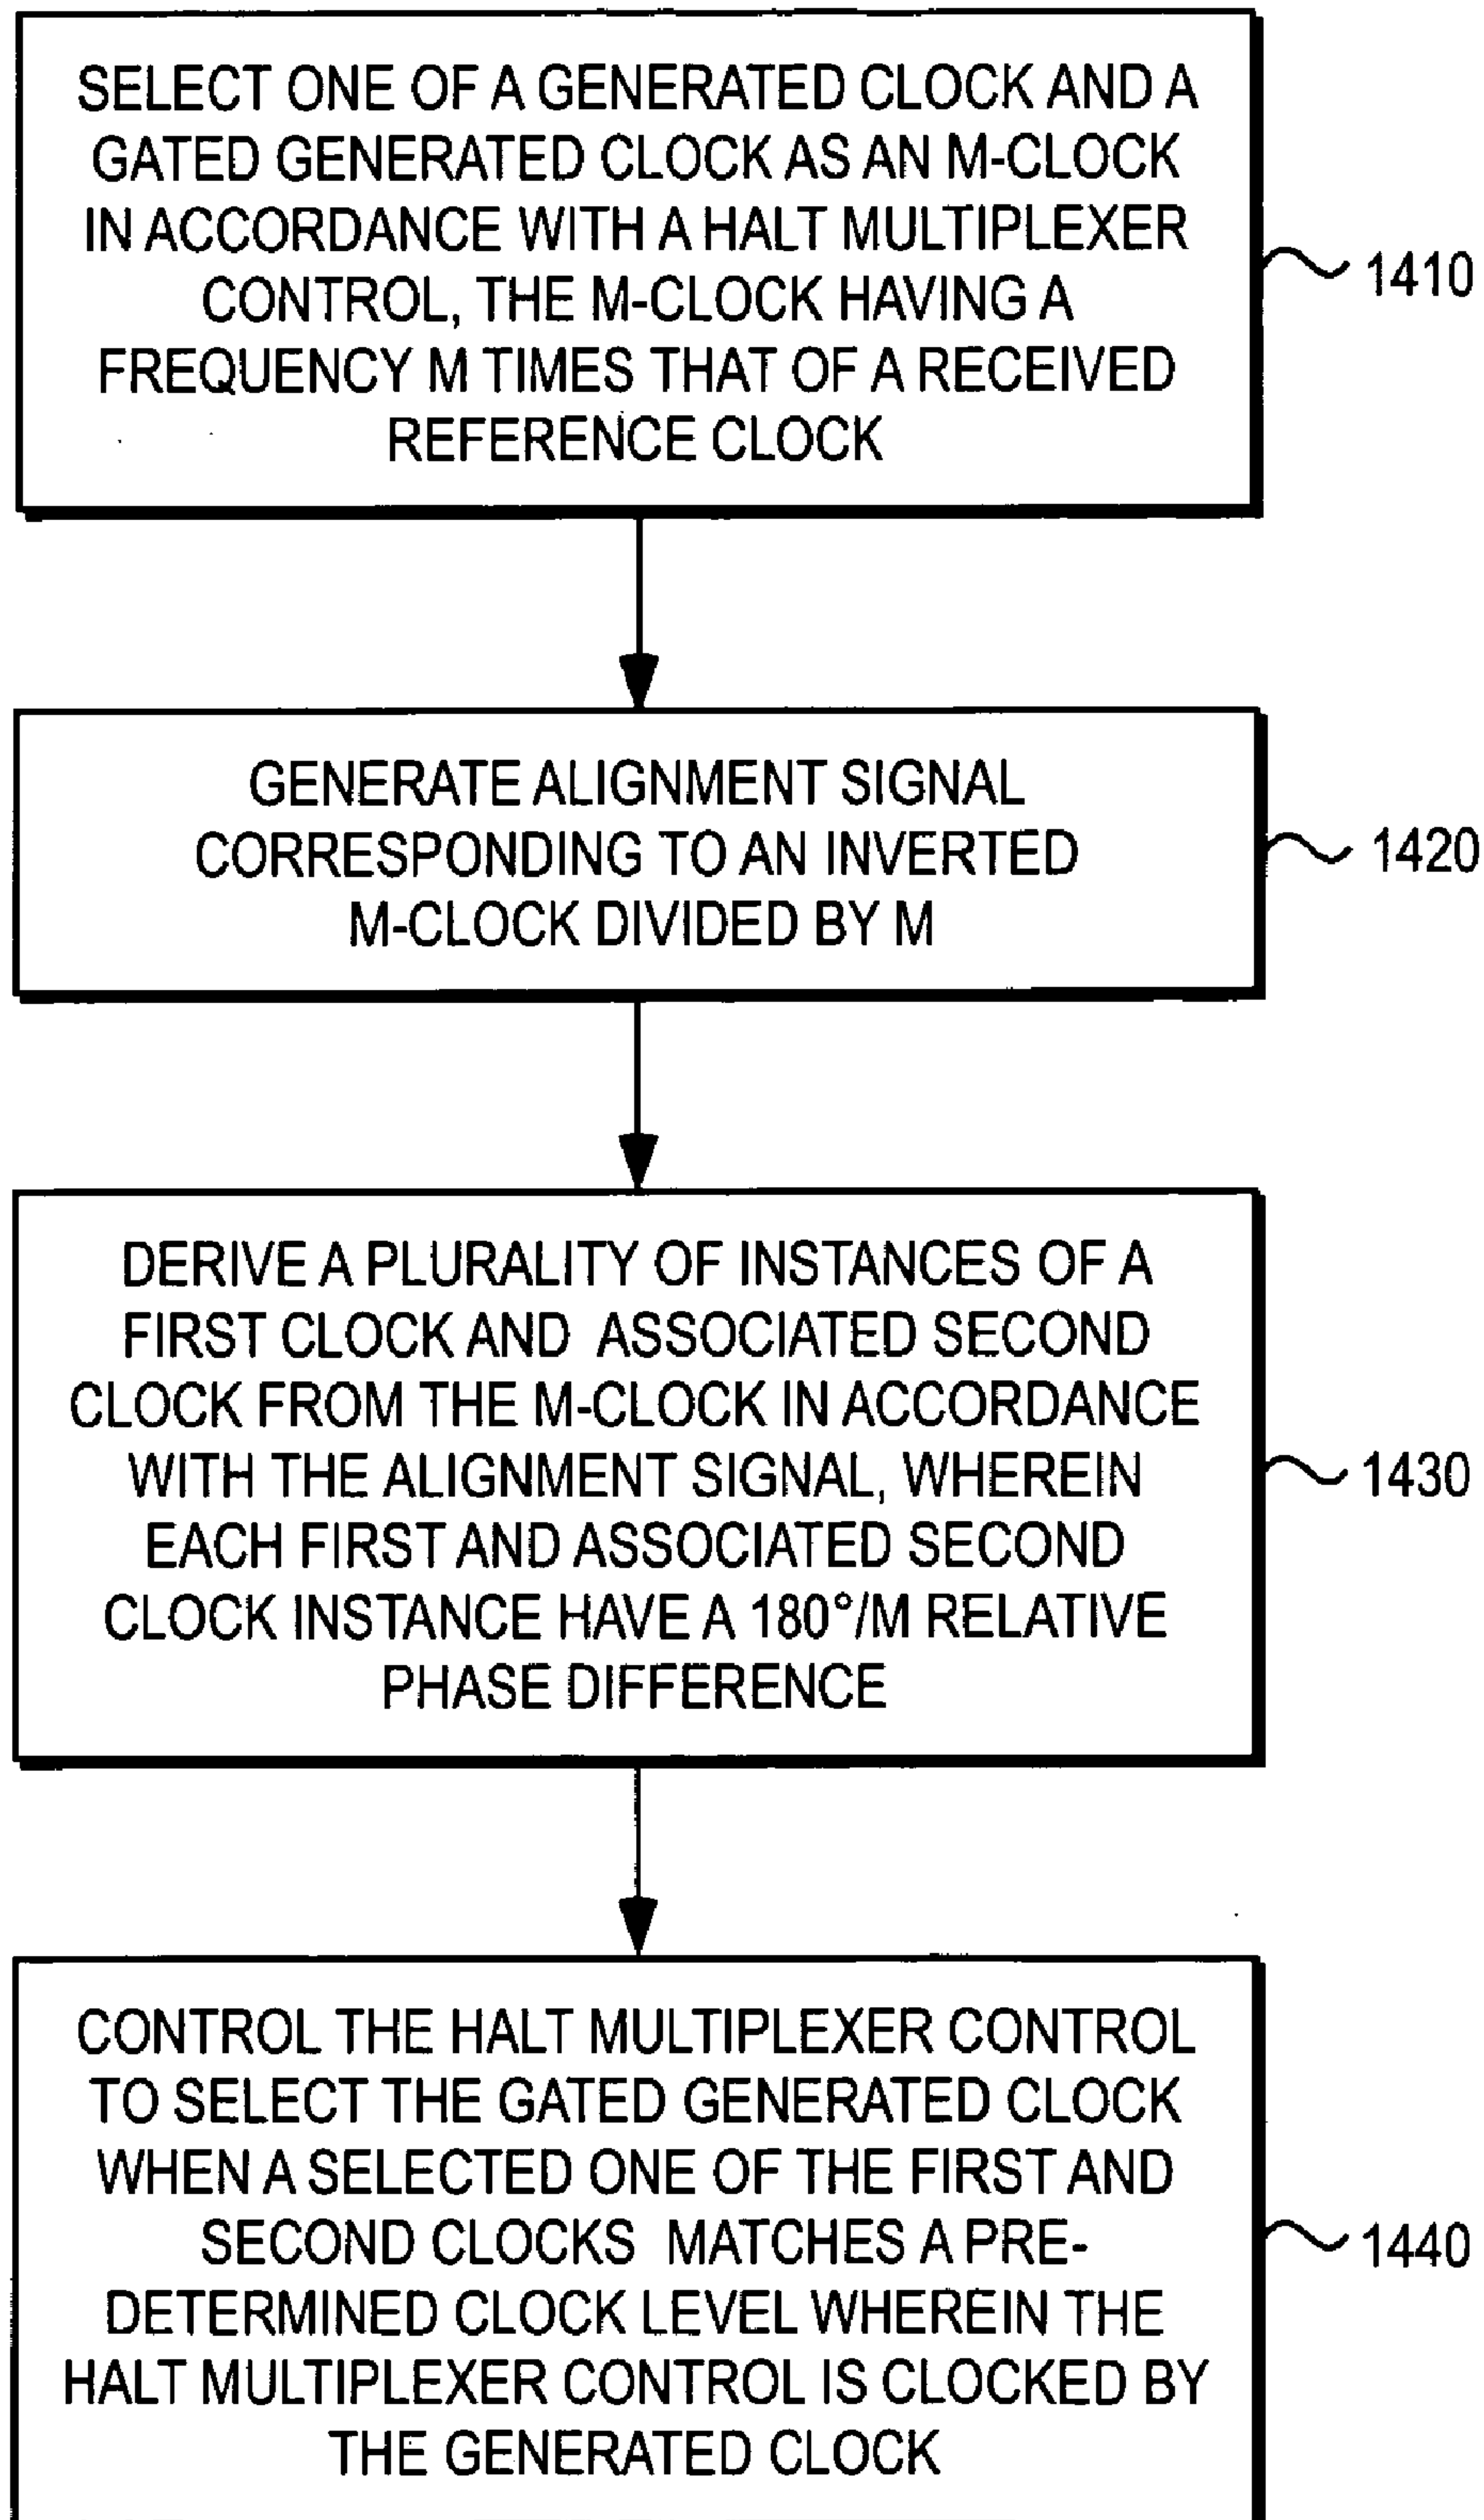 SELECT ONE OF A GENERATED CLOCK AND A
GATED GENERATED CLOCK AS AN M-CLOCK
IN ACCORDANCE WITH A HALT MULTIPLEXER
CONTROL, THE M-CLOCK HAVING A
FREQUENCY M TIMES THAT OF A RECEIVED
REFERENCE CLOCK
1410
GENERATE ALIGNMENT SIGNAL
CORRESPONDING TO AN INVERTED
M-CLOCK DIVIDED BY M
1420
DERIVE A PLURALITY OF INSTANCES OF A
FIRST CLOCK AND ASSOCIATED SECOND
CLOCK FROM THE M-CLOCK IN ACCORDANCE
WITH THE ALIGNMENT SIGNAL, WHEREIN
EACH FIRST AND ASSOCIATED SECOND
CLOCK INSTANCE HAVE A 180°/M RELATIVE
PHASE DIFFERENCE
1430
CONTROL THE HALT MULTIPLEXER CONTROL
TO SELECT THE GATED GENERATED CLOCK
WHEN A SELECTED ONE OF THE FIRST AND
SECOND CLOCKS MATCHES A PRE-
DETERMINED CLOCK LEVEL WHEREIN THE
HALT MULTIPLEXER CONTROL IS CLOCKED BY
THE GENERATED CLOCK
1440